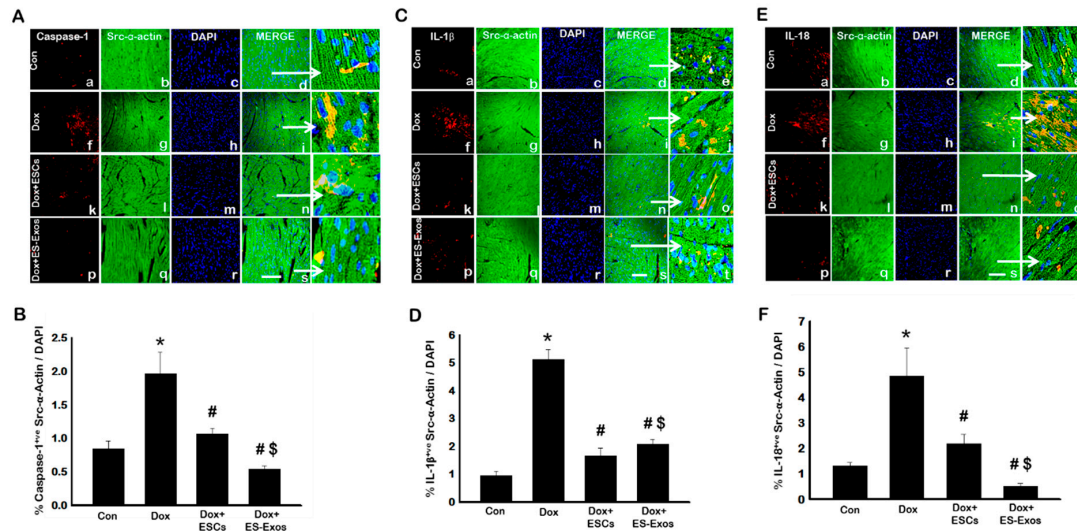 A
Caspase-1 Src-α-actin DAPI MERGE
Con
a b c d
Dox
f g h i
Dox+ESCs
k l m n
Dox+ES-Exos
p q r s
B
% Caspase-1+ve Src-α-Actin / DAPI
2.5
2.0
1.5
1.0
0.5
0.0
*
#
# $
Con Dox Dox+ Dox+
ESCs ES-Exos
C
IL-1β Src-α-actin DAPI MERGE
Con
a b c d e
Dox
f g h i j
Dox+ESCs
k l m n o
Dox+ES-Exos
p q r s t
D
% IL-1β+ve Src-α-Actin / DAPI
6
5
4
3
2
1
0
*
#
# $
Con Dox Dox+ Dox+
ESCs ES-Exos
E
IL-18 Src-α-actin DAPI MERGE
Con
a b c d
Dox
f g h i
Dox+ESCs
k l m n
Dox+ES-Exos
p q r s
F
% IL-18+ve Src-α-Actin / DAPI
7
6
5
4
3
2
1
0
*
#
# $
Con Dox Dox+ Dox+
ESCs ES-Exos